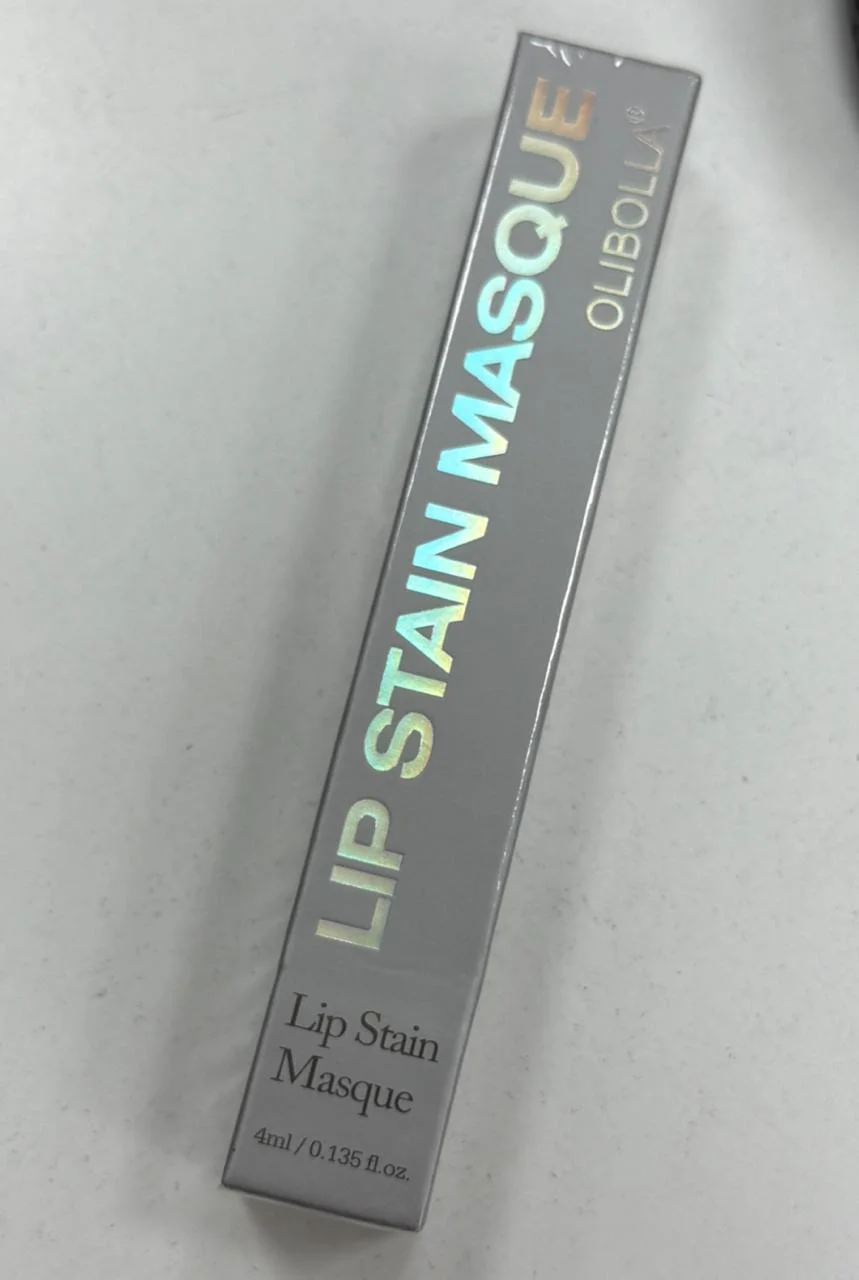 LIP STAIN MASQUE
OLIBOLLA®
Lip Stain
Masque
4ml / 0.135 fl.oz.